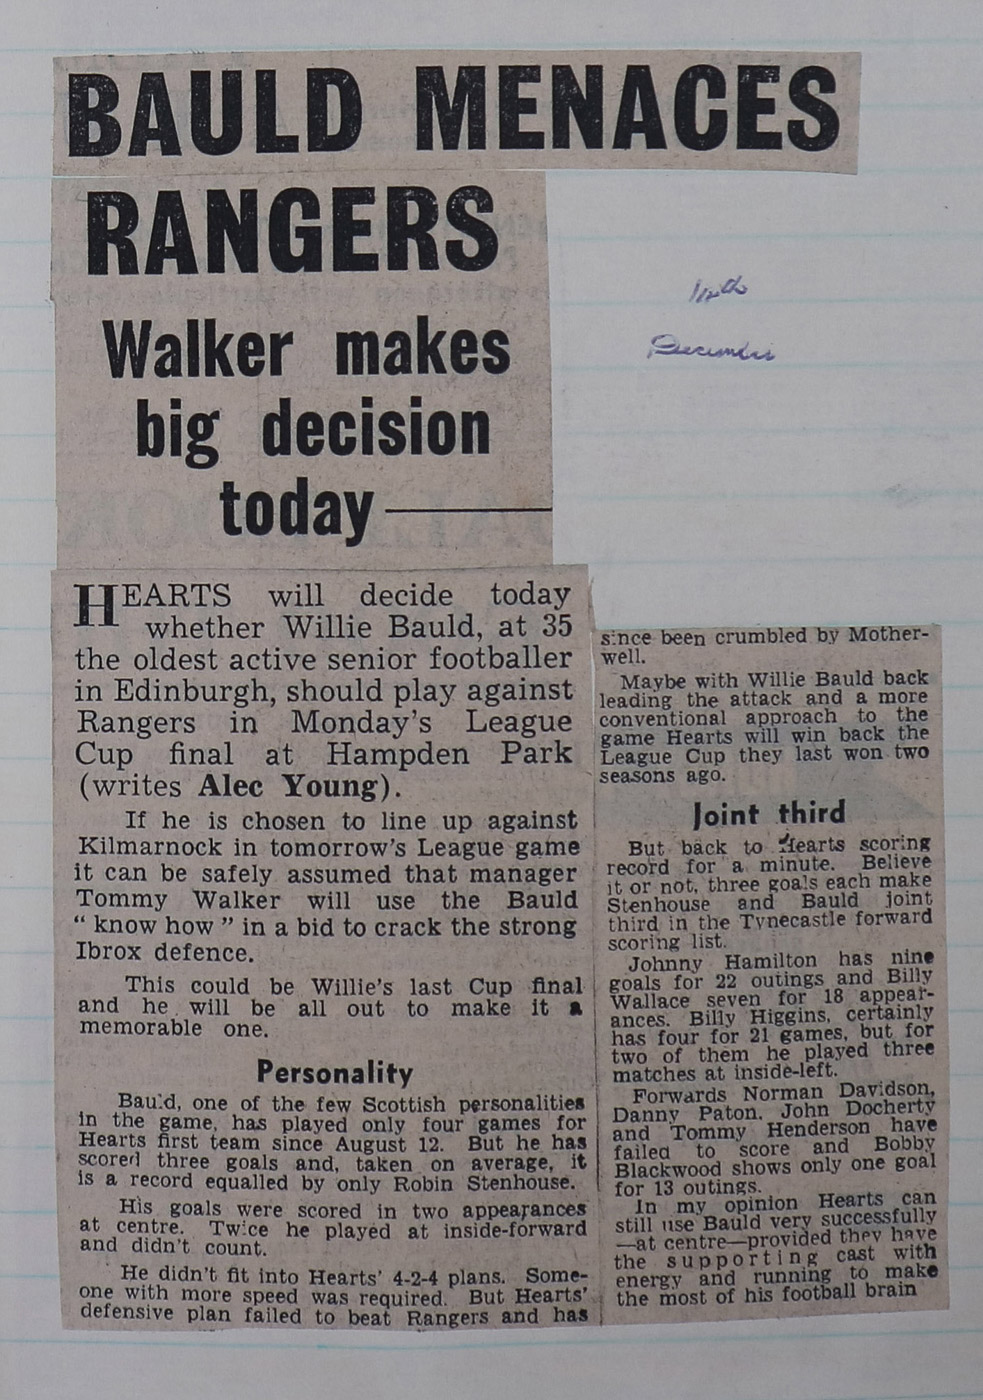 BAULD MENACES
RANGERS
Walker makes
big decision
today—
December
HEARTS will decide today
whether Willie Bauld, at 35
the oldest active senior footballer
in Edinburgh, should play against
Rangers in Monday's League
Cup final at Hampden Park
(writes Alec Young).
If he is chosen to line up against
Kilmarnock in tomorrow's League game
it can be safely assumed that manager
Tommy Walker will use the Bauld
“ know how ” in a bid to crack the strong
Ibrox defence.
This could be Willie's last Cup final
and he will be all out to make it a
memorable one.
Personality
Bauld, one of the few Scottish personalities
in the game, has played only four games for
Hearts first team since August 12. But he has
scored three goals and, taken on average, it
is a record equalled by only Robin Stenhouse.
His goals were scored in two appearances
at centre. Twice he played at inside-forward
and didn't count.
He didn't fit into Hearts' 4-2-4 plans. Some-
one with more speed was required. But Hearts'
defensive plan failed to beat Rangers and has
since been crumbled by Mother-
well.
Maybe with Willie Bauld back
leading the attack and a more
conventional approach to the
game Hearts will win back the
League Cup they last won two
seasons ago.
Joint third
But back to Hearts scoring
record for a minute. Believe
it or not, three goals each make
Stenhouse and Bauld joint
third in the Tynecastle forward
scoring list.
Johnny Hamilton has nine
goals for 22 outings and Billy
Wallace seven for 18 appear-
ances. Billy Higgins, certainly
has four for 21 games, but for
two of them he played three
matches at inside-left.
Forwards Norman Davidson,
Danny Paton, John Docherty
and Tommy Henderson have
failed to score and Bobby
Blackwood shows only one goal
for 13 outings.
In my opinion Hearts can
still use Bauld very successfully
—at centre—provided they have
the supporting cast with
energy and running to make
the most of his football brain